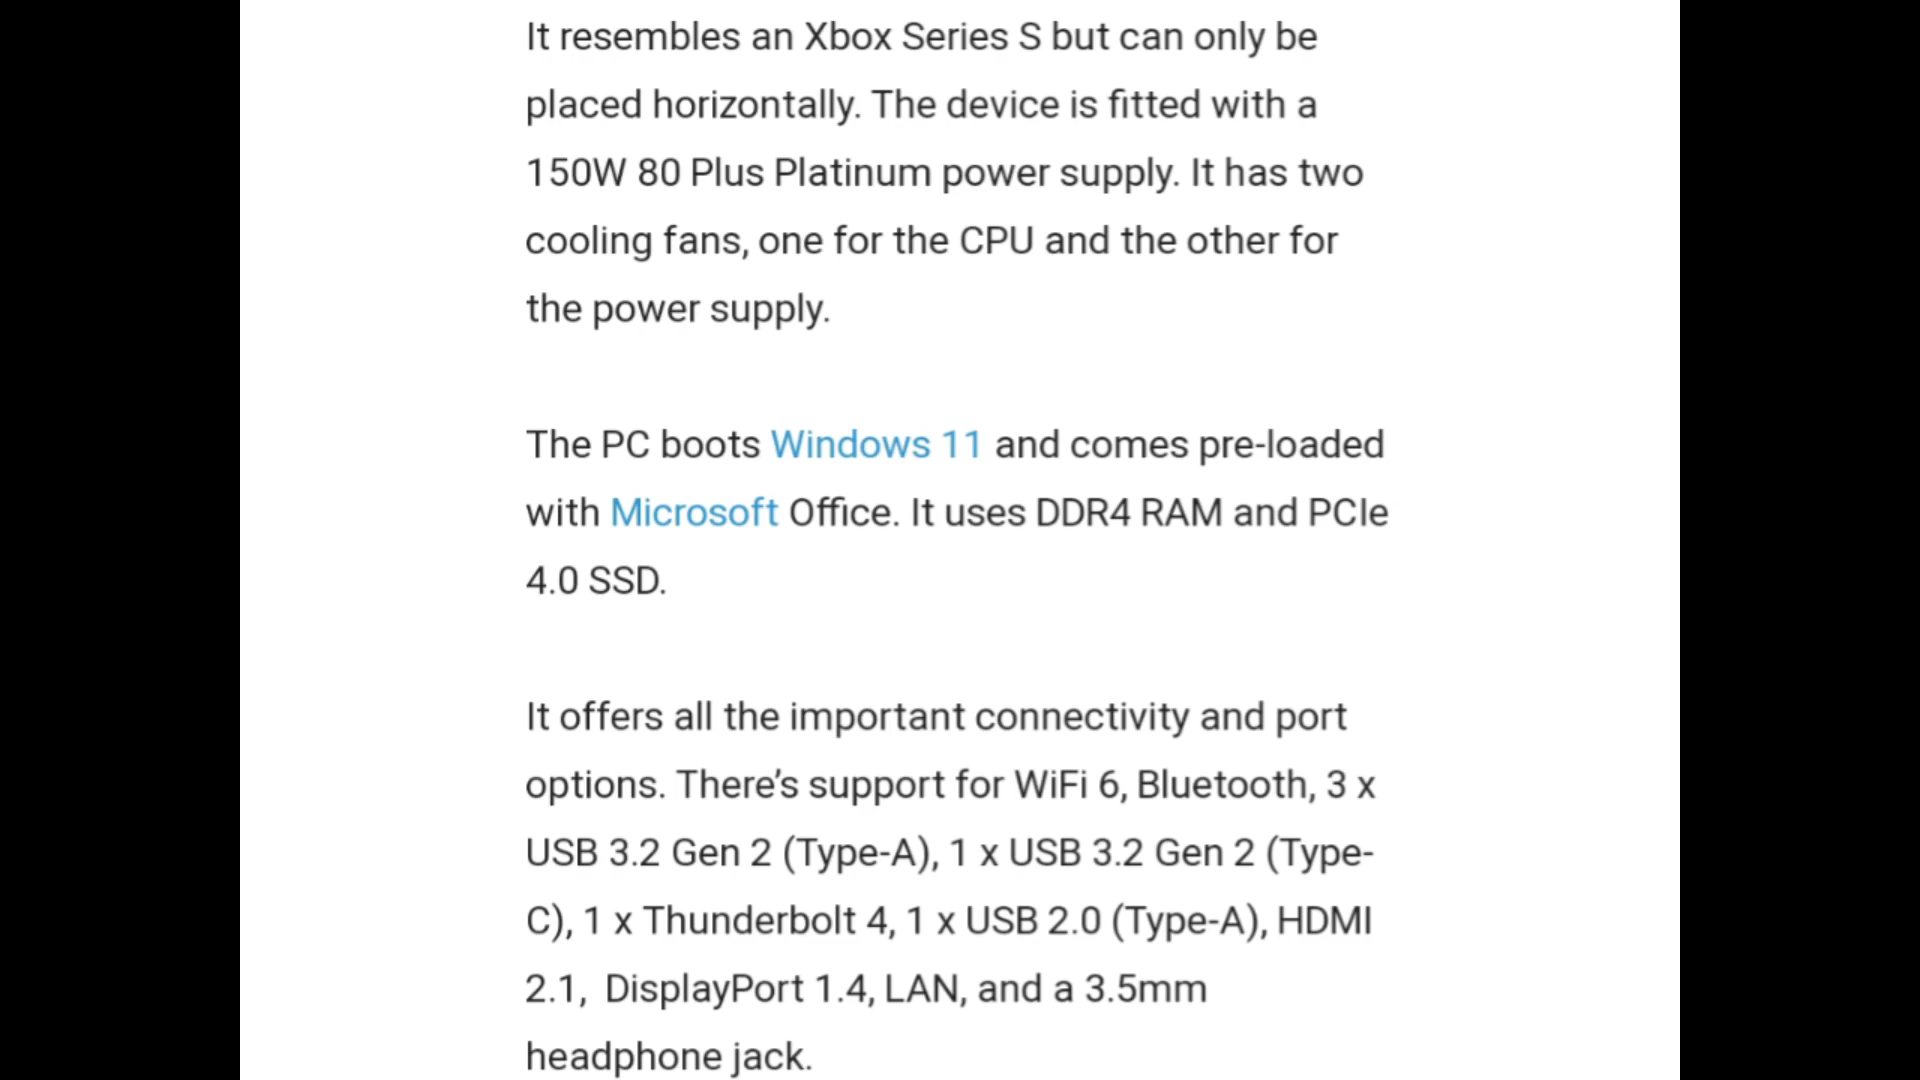 It resembles an Xbox Series S but can only be
placed horizontally. The device is fitted with a
150W 80 Plus Platinum power supply. It has two
cooling fans, one for the CPU and the other for
the power supply.
The PC boots Windows 11 and comes pre-loaded
with Microsoft Office. It uses DDR4 RAM and PCIe
4.0 SSD.
It offers all the important connectivity and port
options. There’s support for WiFi 6, Bluetooth, 3 x
USB 3.2 Gen 2 (Type-A), 1 x USB 3.2 Gen 2 (Type-
C), 1 x Thunderbolt 4, 1 x USB 2.0 (Type-A), HDMI
2.1,  DisplayPort 1.4, LAN, and a 3.5mm
headphone jack.